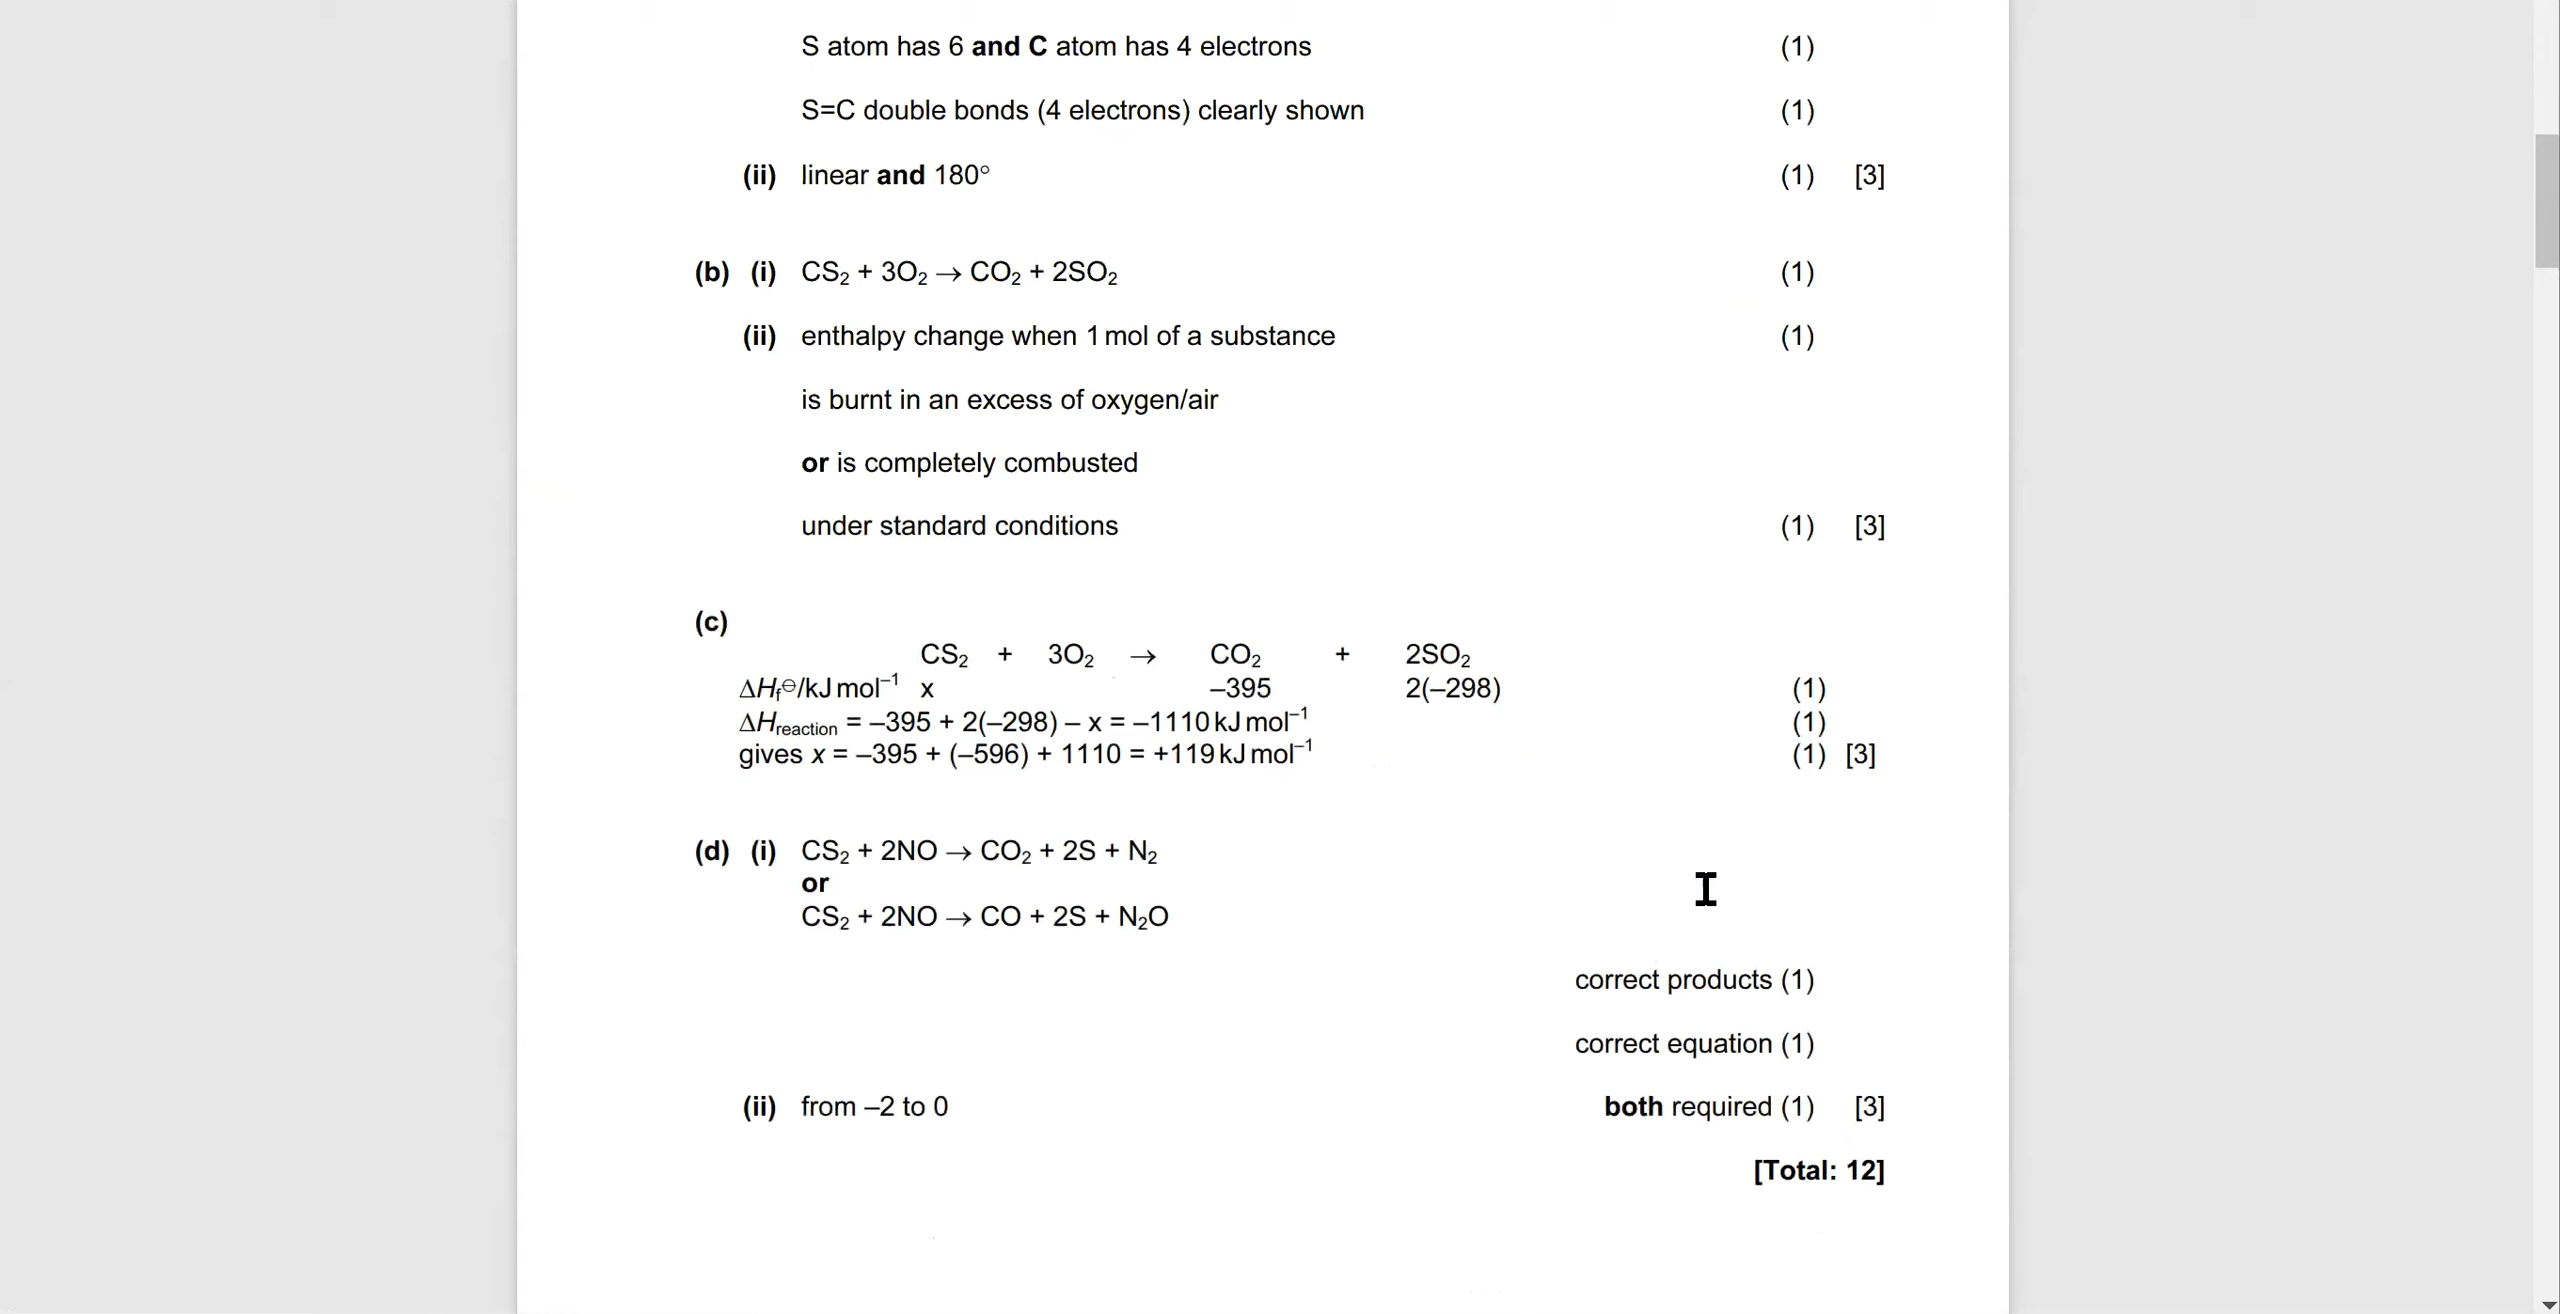 S atom has 6 and C atom has 4 electrons (1)
S=C double bonds (4 electrons) clearly shown (1)
(ii) linear and 180° (1) [3]
(b) (i) CS₂ + 3O₂ → CO₂ + 2SO₂ (1)
(ii) enthalpy change when 1 mol of a substance (1)
is burnt in an excess of oxygen/air
or is completely combusted
under standard conditions (1) [3]
(c)
CS₂ + 3O₂ → CO₂ + 2SO₂
ΔHf⦵/kJ mol⁻¹ x –395 2(–298) (1)
ΔHreaction = –395 + 2(–298) – x = –1110 kJ mol⁻¹ (1)
gives x = –395 + (–596) + 1110 = +119 kJ mol⁻¹ (1) [3]
(d) (i) CS₂ + 2NO → CO₂ + 2S + N₂
or
CS₂ + 2NO → CO + 2S + N₂O
correct products (1)
correct equation (1)
(ii) from –2 to 0 both required (1) [3]
[Total: 12]